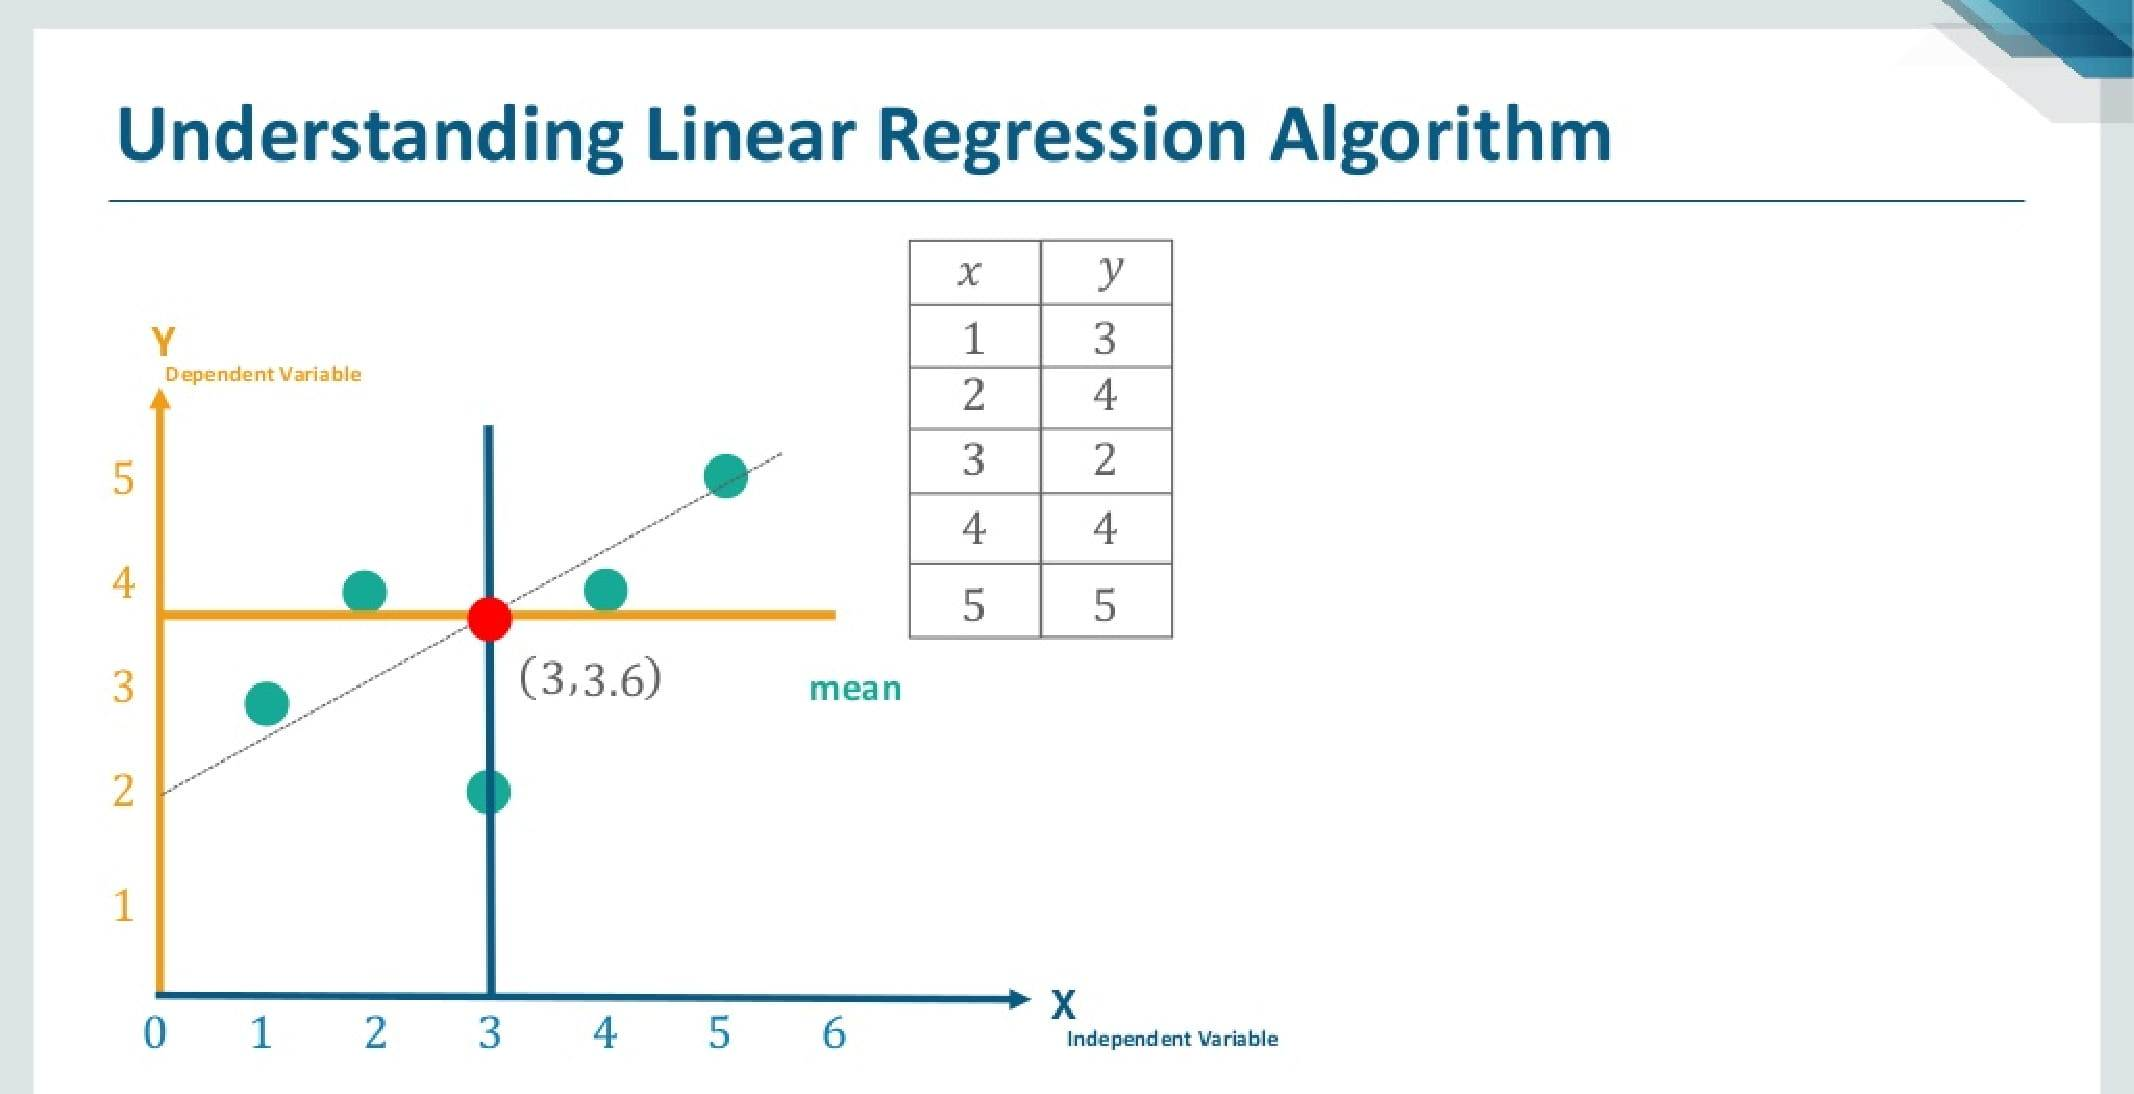 Understanding Linear Regression Algorithm
x y
1 3
2 4
3 2
4 4
5 5
Y
Dependent Variable
5
4
3
2
1
(3,3.6)
mean
0 1 2 3 4 5 6
X
Independent Variable